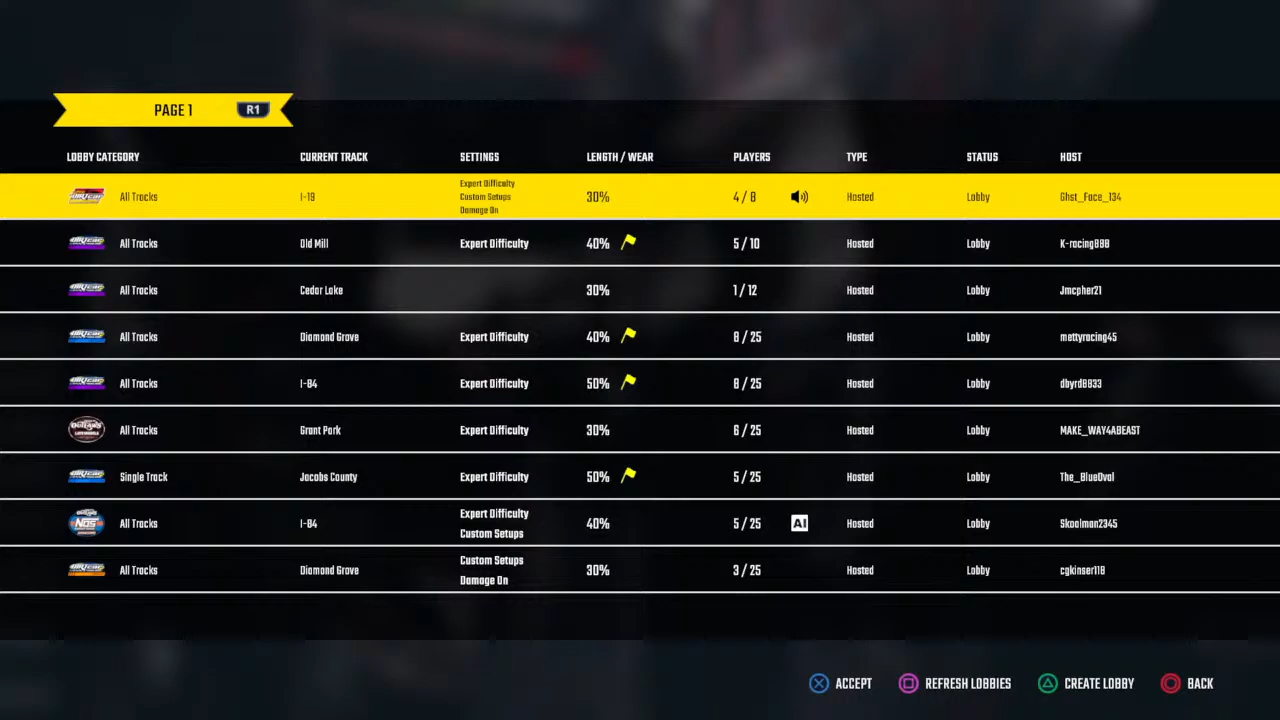 PAGE 1 R1
LOBBY CATEGORY CURRENT TRACK SETTINGS LENGTH / WEAR PLAYERS TYPE STATUS HOST
All Tracks I-19 Expert Difficulty Custom Setups Damage On 30% 4 / 8 Hosted Lobby Ghst_Face_134
All Tracks Old Mill Expert Difficulty 40% 5 / 10 Hosted Lobby K-racing888
All Tracks Cedar Lake 30% 1 / 12 Hosted Lobby Jmcpher21
All Tracks Diamond Grove Expert Difficulty 40% 8 / 25 Hosted Lobby mattyracing45
All Tracks I-84 Expert Difficulty 50% 8 / 25 Hosted Lobby dbyrd8833
OUTLAWS All Tracks Grant Park Expert Difficulty 30% 6 / 25 Hosted Lobby MAKE_WAY4ABEAST
Single Track Jacobs County Expert Difficulty 50% 5 / 25 Hosted Lobby The_BlueOval
NOS All Tracks I-84 Expert Difficulty Custom Setups 40% 5 / 25 AI Hosted Lobby Skoalman2345
All Tracks Diamond Grove Custom Setups Damage On 30% 3 / 25 Hosted Lobby cgkinser118
ACCEPT REFRESH LOBBIES CREATE LOBBY BACK